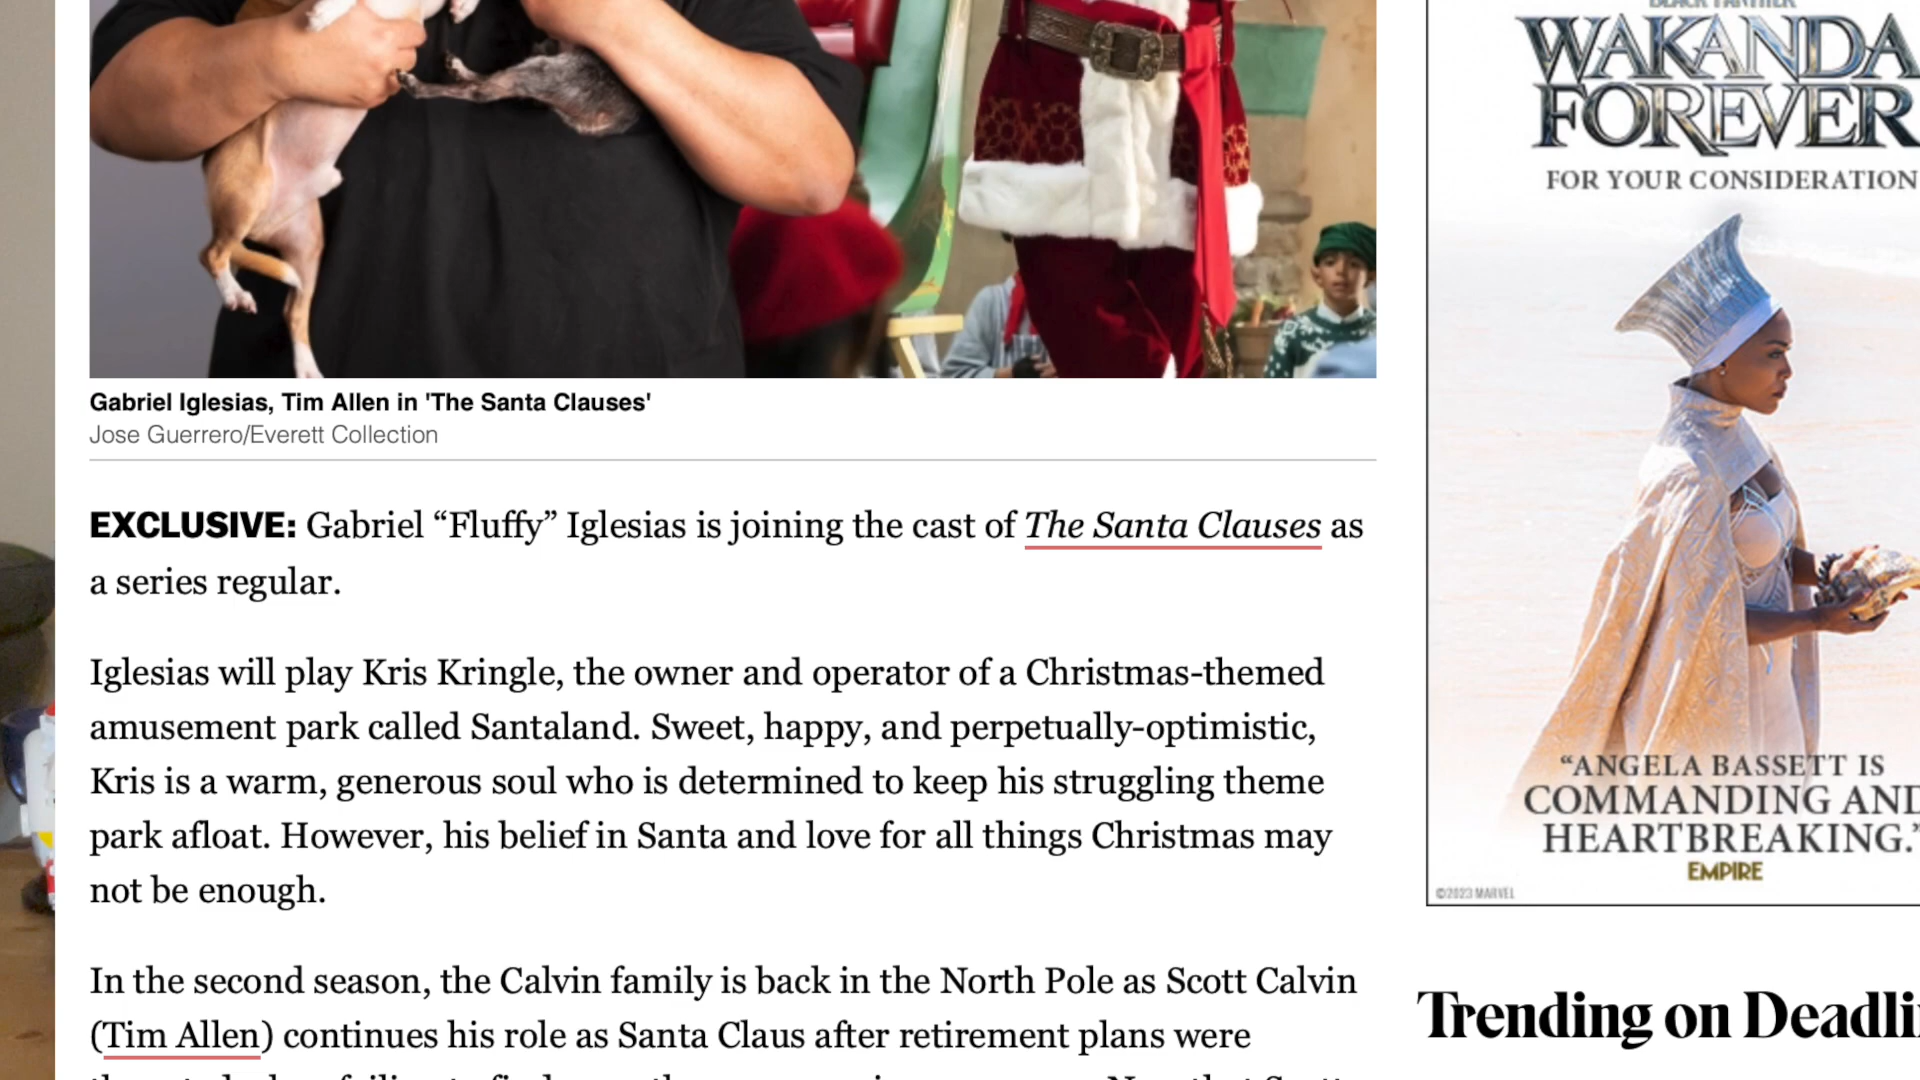 WAKANDA
FOREVER
FOR YOUR CONSIDERATION
Gabriel Iglesias, Tim Allen in 'The Santa Clauses'
Jose Guerrero/Everett Collection
EXCLUSIVE: Gabriel “Fluffy” Iglesias is joining the cast of The Santa Clauses as
a series regular.
Iglesias will play Kris Kringle, the owner and operator of a Christmas-themed
amusement park called Santaland. Sweet, happy, and perpetually-optimistic,
Kris is a warm, generous soul who is determined to keep his struggling theme
park afloat. However, his belief in Santa and love for all things Christmas may
not be enough.
In the second season, the Calvin family is back in the North Pole as Scott Calvin
(Tim Allen) continues his role as Santa Claus after retirement plans were
“ANGELA BASSETT IS
COMMANDING AND
HEARTBREAKING.”
EMPIRE
©2023 MARVEL
Trending on